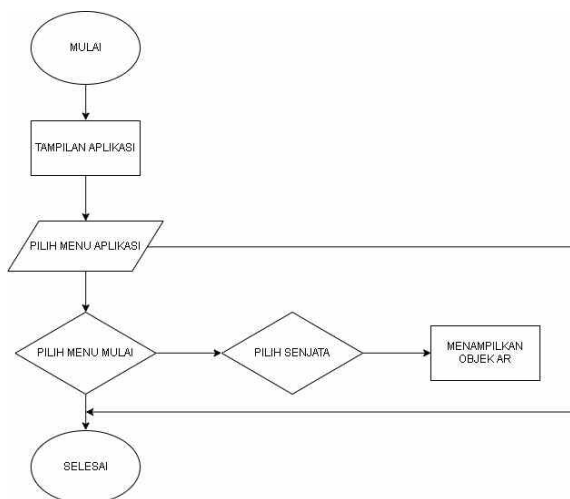 MULAI
TAMPILAN APLIKASI
PILIH MENU APLIKASI
PILIH MENU MULAI
PILIH SENJATA
MENAMPILKAN
OBJEK AR
SELESAI